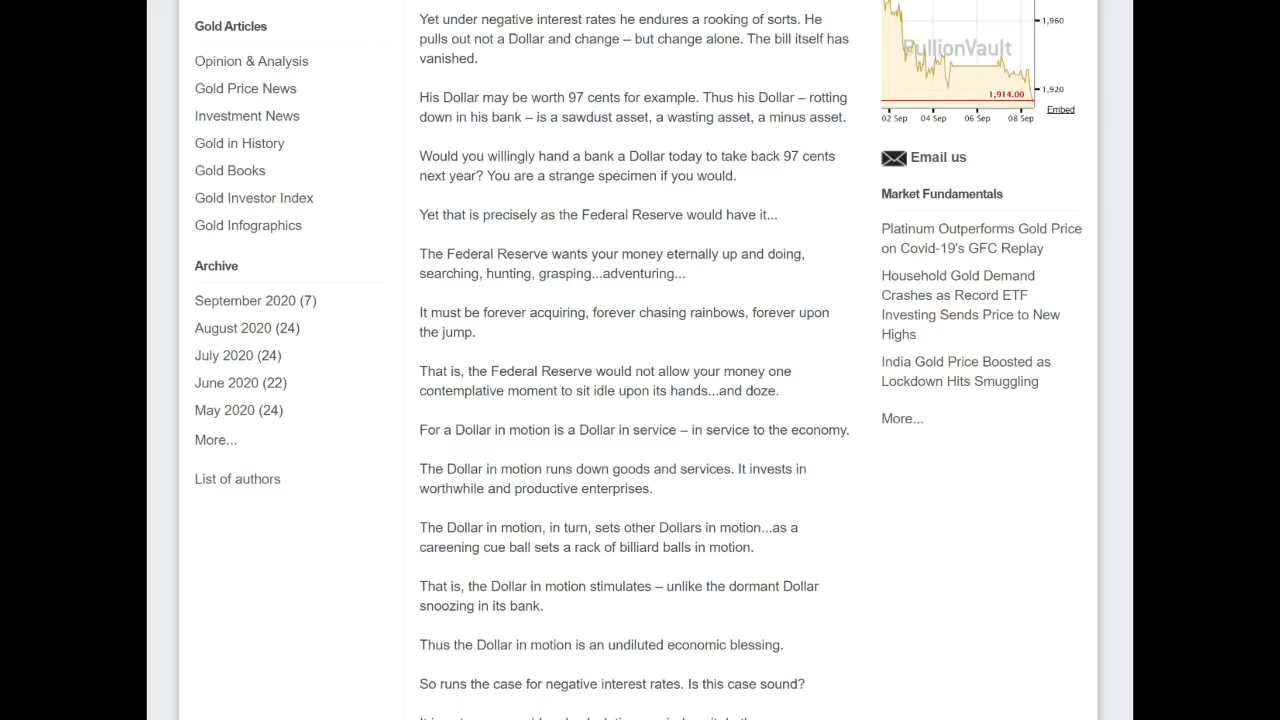 Gold Articles
Opinion & Analysis
Gold Price News
Investment News
Gold in History
Gold Books
Gold Investor Index
Gold Infographics
Archive
September 2020 (7)
August 2020 (24)
July 2020 (24)
June 2020 (22)
May 2020 (24)
More...
List of authors
Yet under negative interest rates he endures a rooking of sorts. He
pulls out not a Dollar and change – but change alone. The bill itself has
vanished.
His Dollar may be worth 97 cents for example. Thus his Dollar – rotting
down in his bank – is a sawdust asset, a wasting asset, a minus asset.
Would you willingly hand a bank a Dollar today to take back 97 cents
next year? You are a strange specimen if you would.
Yet that is precisely as the Federal Reserve would have it...
The Federal Reserve wants your money eternally up and doing,
searching, hunting, grasping...adventuring...
It must be forever acquiring, forever chasing rainbows, forever upon
the jump.
That is, the Federal Reserve would not allow your money one
contemplative moment to sit idle upon its hands...and doze.
For a Dollar in motion is a Dollar in service – in service to the economy.
The Dollar in motion runs down goods and services. It invests in
worthwhile and productive enterprises.
The Dollar in motion, in turn, sets other Dollars in motion...as a
careening cue ball sets a rack of billiard balls in motion.
That is, the Dollar in motion stimulates – unlike the dormant Dollar
snoozing in its bank.
Thus the Dollar in motion is an undiluted economic blessing.
So runs the case for negative interest rates. Is this case sound?
1,960
BullionVault
1,914.00
1,920
02 Sep 04 Sep 06 Sep 08 Sep
Embed
Email us
Market Fundamentals
Platinum Outperforms Gold Price
on Covid-19's GFC Replay
Household Gold Demand
Crashes as Record ETF
Investing Sends Price to New
Highs
India Gold Price Boosted as
Lockdown Hits Smuggling
More...